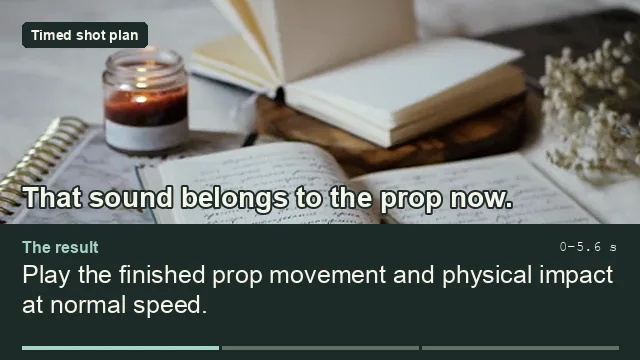 Timed shot plan
That sound belongs to the prop now.
The result
0–5.6 s
Play the finished prop movement and physical impact
at normal speed.